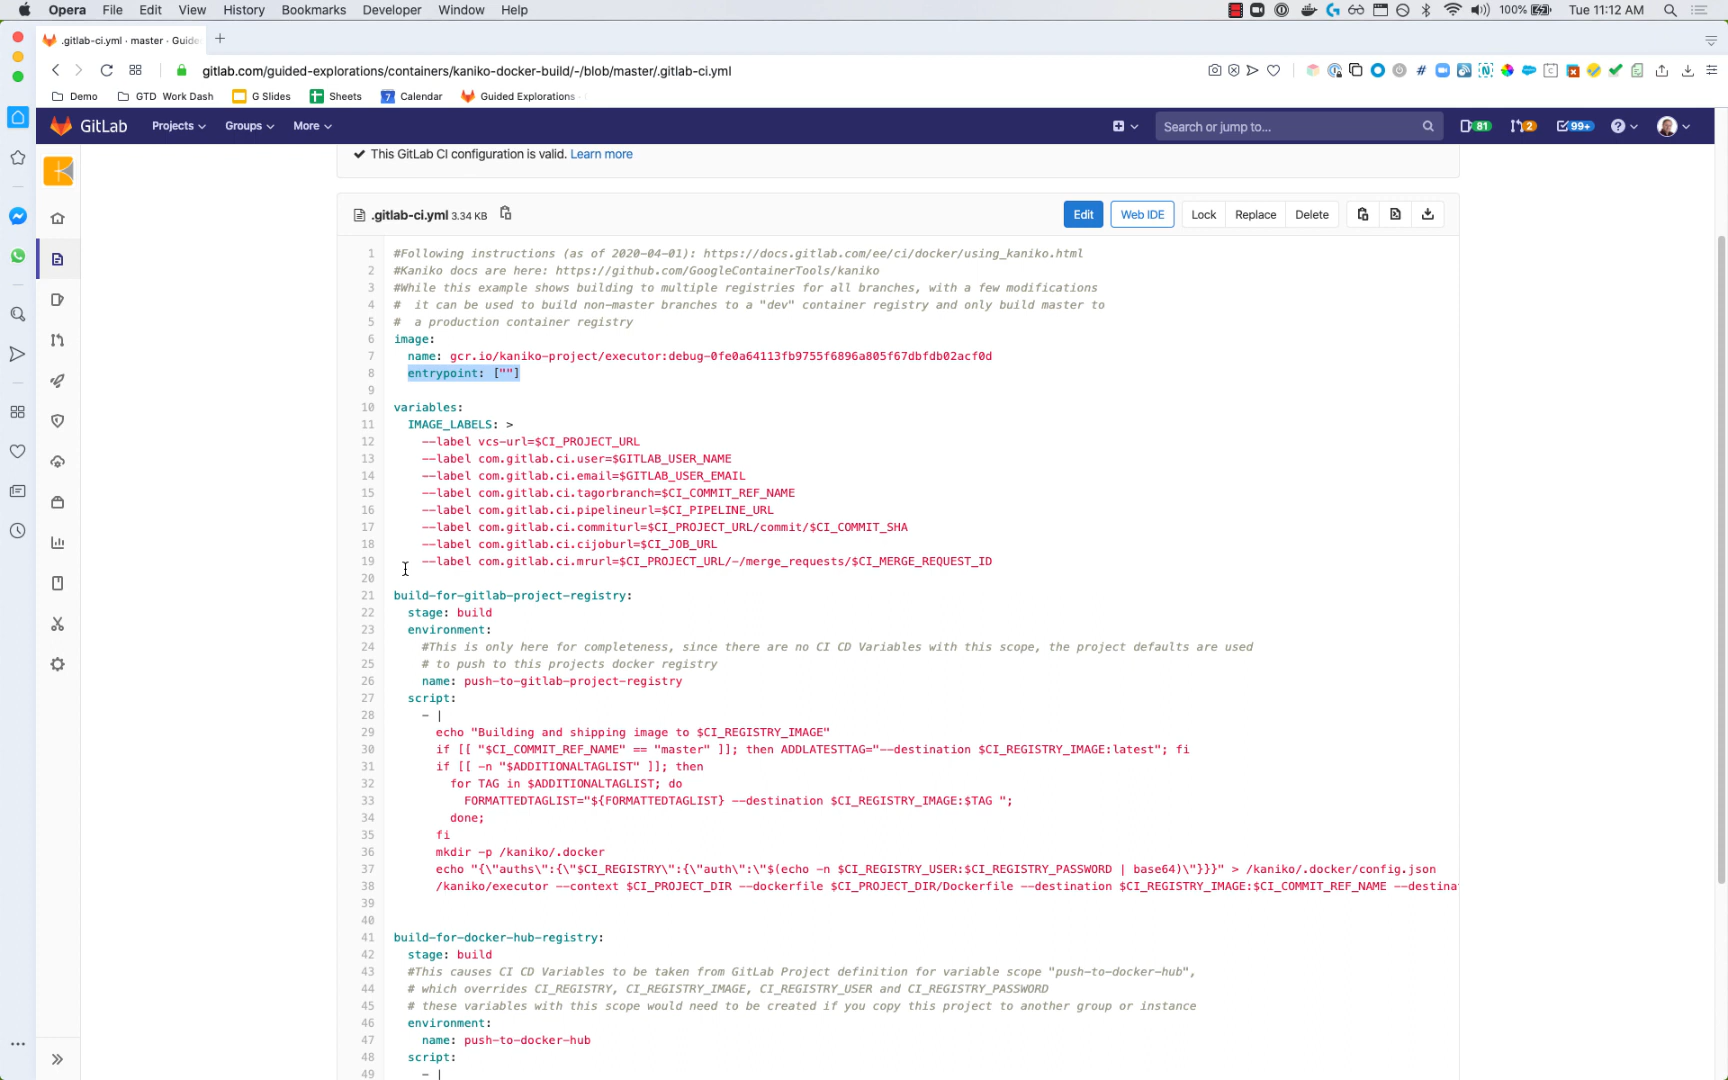 Opera File Edit View History Bookmarks Developer Window Help 100% Tue 11:12 AM
.gitlab-ci.yml · master · Guide
gitlab.com/guided-explorations/containers/kaniko-docker-build/-/blob/master/.gitlab-ci.yml
Demo GTD Work Dash G Slides Sheets Calendar Guided Explorations
GitLab Projects Groups More Search or jump to... 81 2 99+
This GitLab CI configuration is valid. Learn more
.gitlab-ci.yml 3.34 KB Edit Web IDE Lock Replace Delete
1 #Following instructions (as of 2020-04-01): https://docs.gitlab.com/ee/ci/docker/using_kaniko.html
2 #Kaniko docs are here: https://github.com/GoogleContainerTools/kaniko
3 #While this example shows building to multiple registries for all branches, with a few modifications
4 # it can be used to build non-master branches to a "dev" container registry and only build master to
5 # a production container registry
6 image:
7 name: gcr.io/kaniko-project/executor:debug-0fe0a64113fb9755f6896a805f67dbfdb02acf0d
8 entrypoint: [""]
9
10 variables:
11 IMAGE_LABELS: >
12 --label vcs-url=$CI_PROJECT_URL
13 --label com.gitlab.ci.user=$GITLAB_USER_NAME
14 --label com.gitlab.ci.email=$GITLAB_USER_EMAIL
15 --label com.gitlab.ci.tagorbranch=$CI_COMMIT_REF_NAME
16 --label com.gitlab.ci.pipelineurl=$CI_PIPELINE_URL
17 --label com.gitlab.ci.commiturl=$CI_PROJECT_URL/commit/$CI_COMMIT_SHA
18 --label com.gitlab.ci.cijoburl=$CI_JOB_URL
19 --label com.gitlab.ci.mrurl=$CI_PROJECT_URL/-/merge_requests/$CI_MERGE_REQUEST_ID
20
21 build-for-gitlab-project-registry:
22 stage: build
23 environment:
24 #This is only here for completeness, since there are no CI CD Variables with this scope, the project defaults are used
25 # to push to this projects docker registry
26 name: push-to-gitlab-project-registry
27 script:
28 - |
29 echo "Building and shipping image to $CI_REGISTRY_IMAGE"
30 if [[ "$CI_COMMIT_REF_NAME" == "master" ]]; then ADDLATESTTAG="--destination $CI_REGISTRY_IMAGE:latest"; fi
31 if [[ -n "$ADDITIONALTAGLIST" ]]; then
32 for TAG in $ADDITIONALTAGLIST; do
33 FORMATTEDTAGLIST="${FORMATTEDTAGLIST} --destination $CI_REGISTRY_IMAGE:$TAG ";
34 done;
35 fi
36 mkdir -p /kaniko/.docker
37 echo "{\"auths\":{\"$CI_REGISTRY\":{\"auth\":\"$(echo -n $CI_REGISTRY_USER:$CI_REGISTRY_PASSWORD | base64)\"}}}" > /kaniko/.docker/config.json
38 /kaniko/executor --context $CI_PROJECT_DIR --dockerfile $CI_PROJECT_DIR/Dockerfile --destination $CI_REGISTRY_IMAGE:$CI_COMMIT_REF_NAME --destina
39
40
41 build-for-docker-hub-registry:
42 stage: build
43 #This causes CI CD Variables to be taken from GitLab Project definition for variable scope "push-to-docker-hub",
44 # which overrides CI_REGISTRY, CI_REGISTRY_IMAGE, CI_REGISTRY_USER and CI_REGISTRY_PASSWORD
45 # these variables with this scope would need to be created if you copy this project to another group or instance
46 environment:
47 name: push-to-docker-hub
48 script:
49 - |